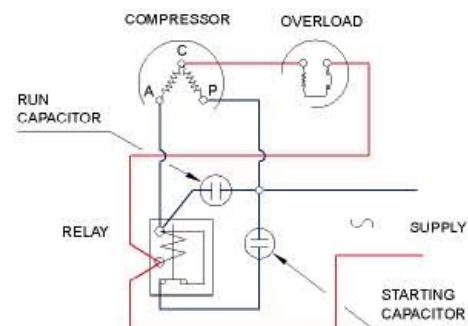 COMPRESSOR
OVERLOAD
C
A
P
RUN
CAPACITOR
RELAY
SUPPLY
STARTING
CAPACITOR